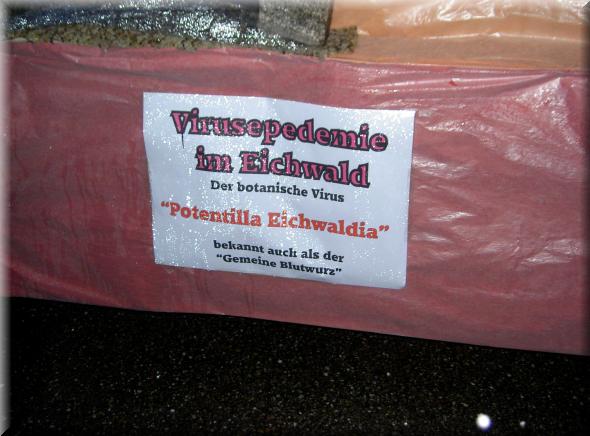 Virusepedemie
im Eichwald
Der botanische Virus
“Potentilla Eichwaldia”
bekannt auch als der
“Gemeine Blutwurz”